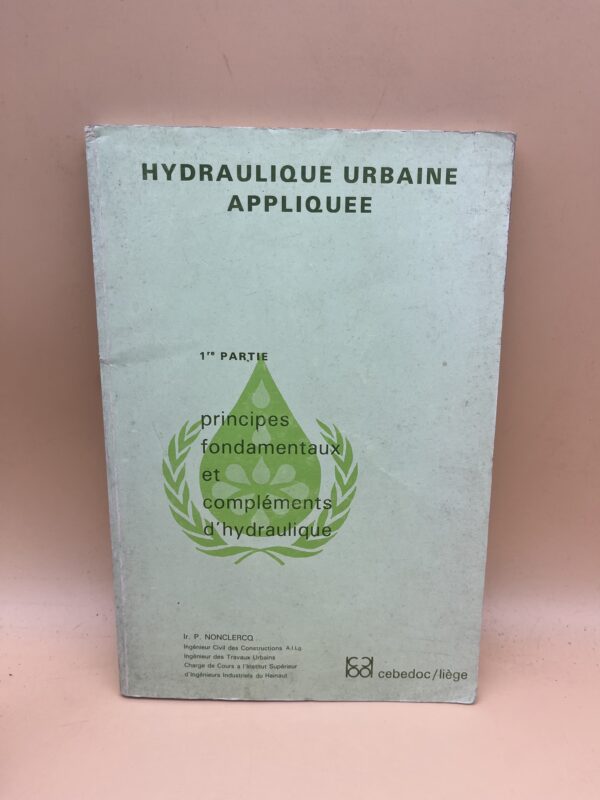 HYDRAULIQUE URBAINE
APPLIQUEE
1re PARTIE
principes
fondamentaux
et
compléments
d'hydraulique
Ir. P. NONCLERCQ
Ingénieur Civil des Constructions A.I.Lg
Ingénieur des Travaux Urbains
Charge de Cours a l'Institut Supérieur
d'Ingénieurs Industriels du Hainaut
cebedoc/liège